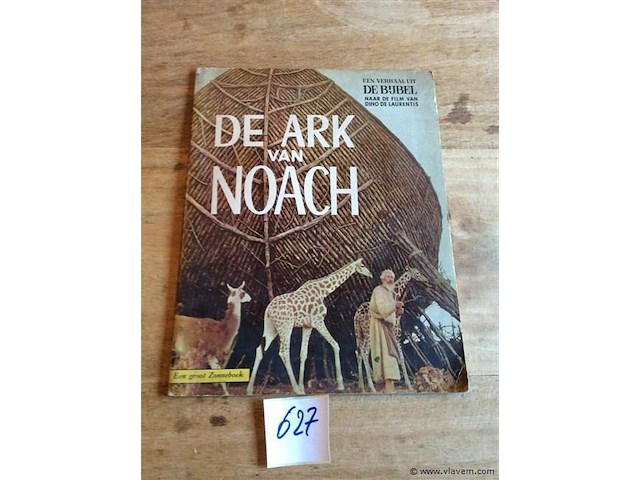 EEN VERHAAL UIT
DE BIJBEL
NAAR DE FILM VAN
DINO DE LAURENTIS
DE ARK
VAN
NOACH
Een groot Zonneboek
627
© www.vlavem.com